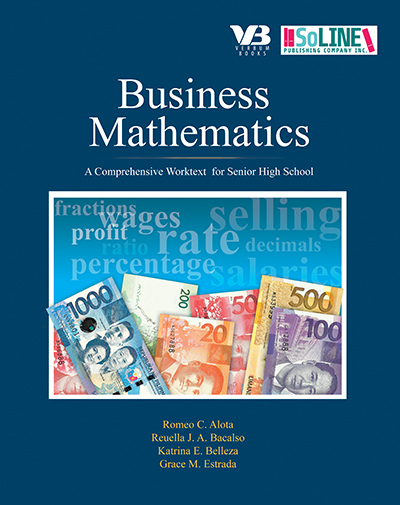 VB
VERBUM
BOOKS
SoLINE
PUBLISHING COMPANY INC.
Business
Mathematics
A Comprehensive Worktext for Senior High School
fractions
wages
selling
profit
ratio
rate
decimals
percentage
salaries
1000
200
20
50
500
100
Romeo C. Alota
Reuella J. A. Bacalso
Katrina E. Belleza
Grace M. Estrada